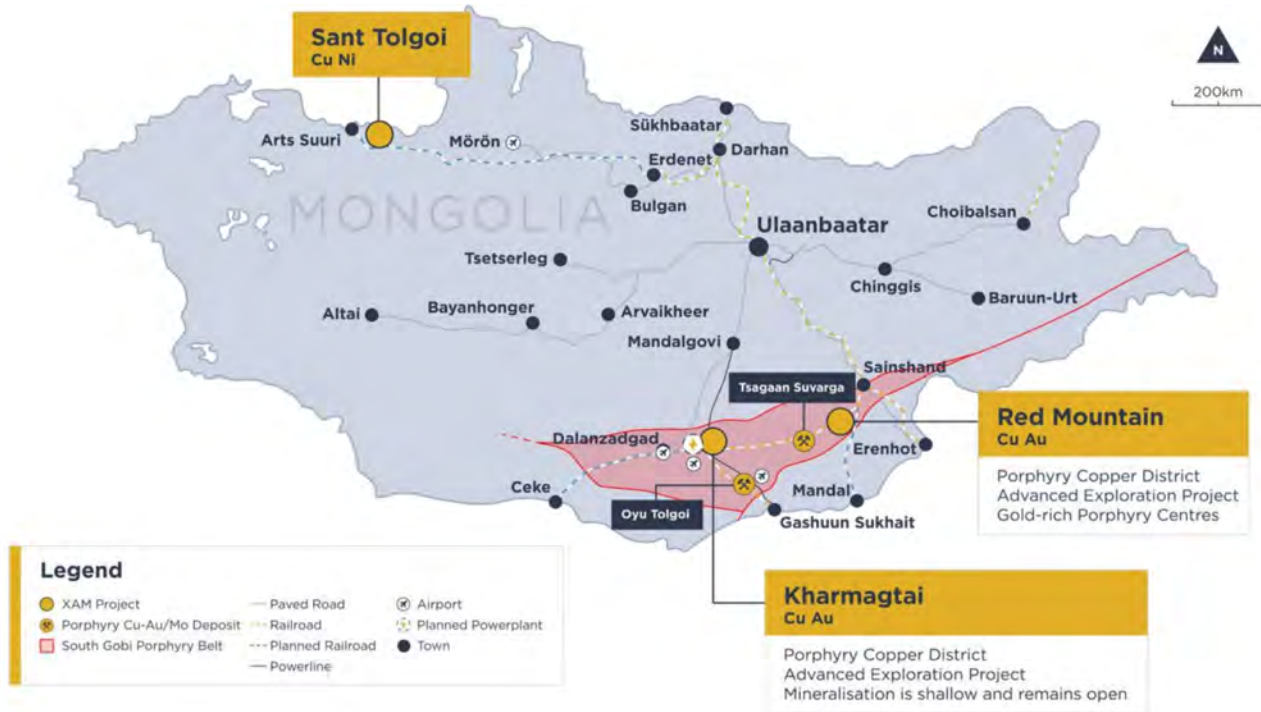 Sant Tolgoi
Cu Ni
N
200km
Arts Suuri
Mörön
Sükhbaatar
Erdenet
Darhan
Bulgan
MONGOLIA
Choibalsan
Ulaanbaatar
Tsetserleg
Chinggis
Baruun-Urt
Altai
Bayanhonger
Arvaikheer
Mandalgovi
Sainshand
Tsagaan Suvarga
Red Mountain
Cu Au
Porphyry Copper District
Advanced Exploration Project
Gold-rich Porphyry Centres
Dalanzadgad
Erenhot
Ceke
Mandal
Oyu Tolgoi
Gashuun Sukhait
Kharmagtai
Cu Au
Porphyry Copper District
Advanced Exploration Project
Mineralisation is shallow and remains open
Legend
XAM Project
Porphyry Cu-Au/Mo Deposit
South Gobi Porphyry Belt
Paved Road
Railroad
Planned Railroad
Powerline
Airport
Planned Powerplant
Town